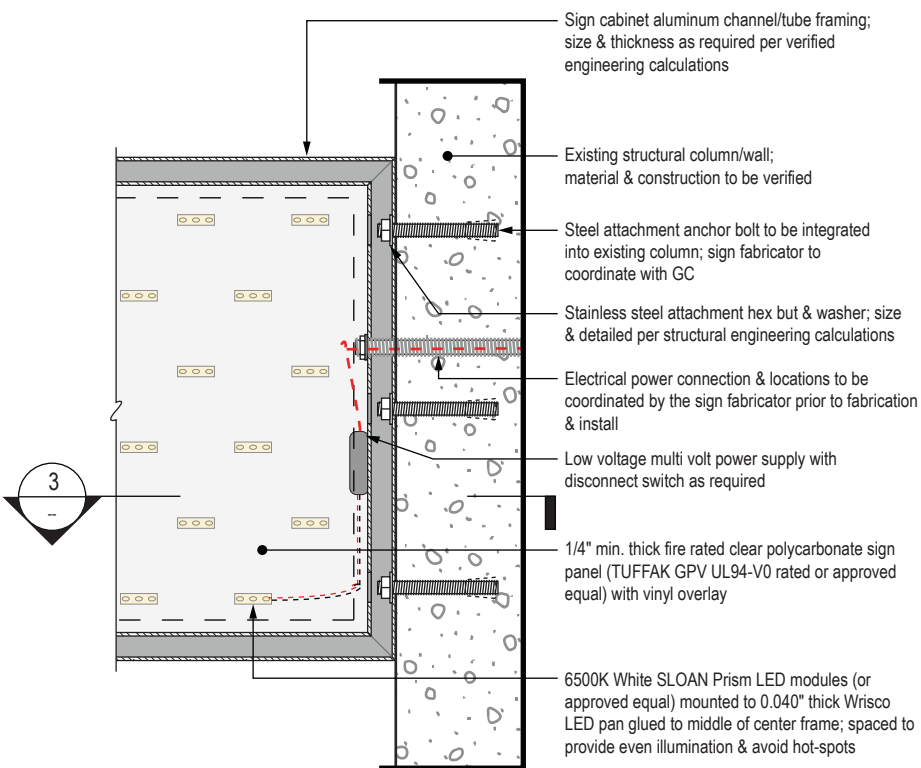 Sign cabinet aluminum channel/tube framing;
size & thickness as required per verified
engineering calculations
Existing structural column/wall;
material & construction to be verified
Steel attachment anchor bolt to be integrated
into existing column; sign fabricator to
coordinate with GC
Stainless steel attachment hex but & washer; size
& detailed per structural engineering calculations
Electrical power connection & locations to be
coordinated by the sign fabricator prior to fabrication
& install
Low voltage multi volt power supply with
disconnect switch as required
3
--
1/4" min. thick fire rated clear polycarbonate sign
panel (TUFFAK GPV UL94-V0 rated or approved
equal) with vinyl overlay
6500K White SLOAN Prism LED modules (or
approved equal) mounted to 0.040" thick Wrisco
LED pan glued to middle of center frame; spaced to
provide even illumination & avoid hot-spots